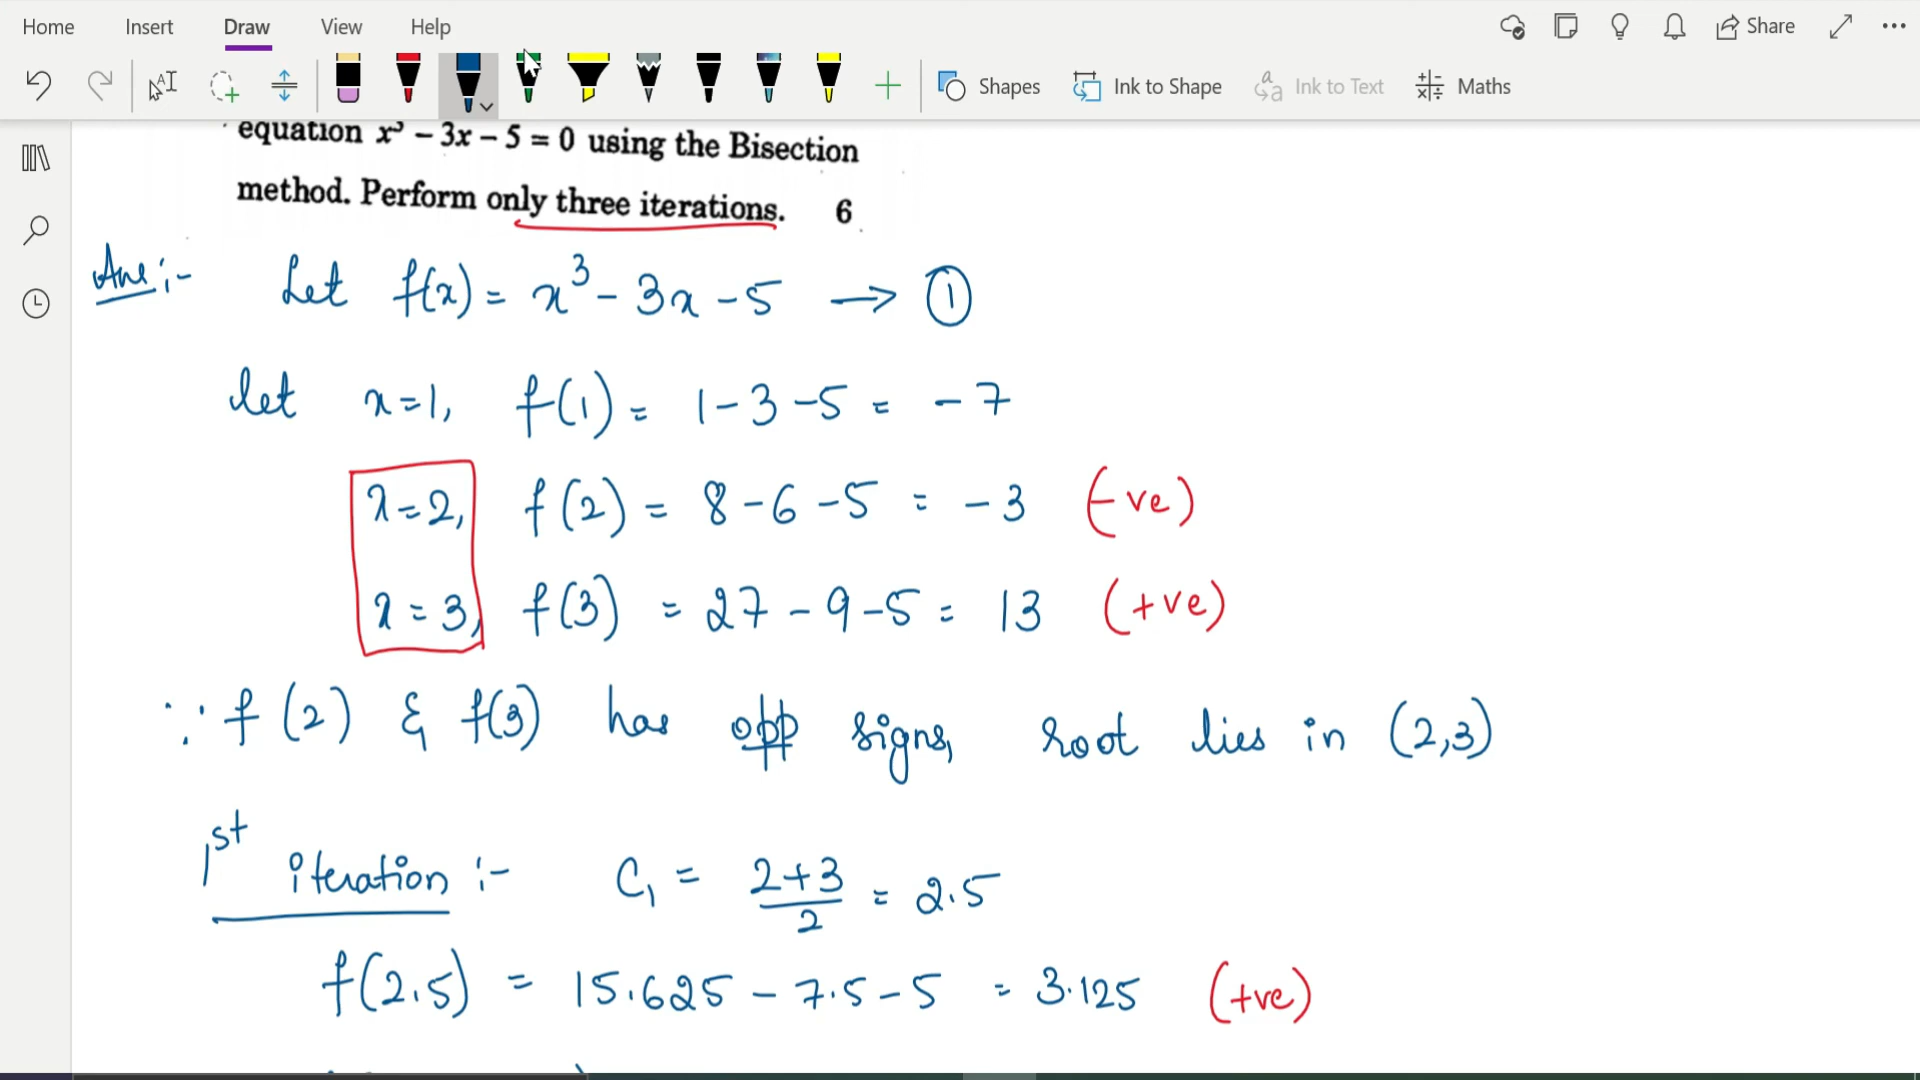 Home Insert Draw View Help Share
Shapes Ink to Shape Ink to Text Maths
equation x³ – 3x – 5 = 0 using the Bisection
method. Perform only three iterations. 6
Ans:- Let f(x) = x³ - 3x - 5 → ①
let x=1, f(1) = 1-3-5 = -7
x=2, f(2) = 8-6-5 = -3 (-ve)
x=3, f(3) = 27-9-5 = 13 (+ve)
∵ f(2) & f(3) has opp signs, root lies in (2,3)
1st iteration :- C₁ = 2+3/2 = 2.5
f(2.5) = 15.625 - 7.5 - 5 = 3.125 (+ve)